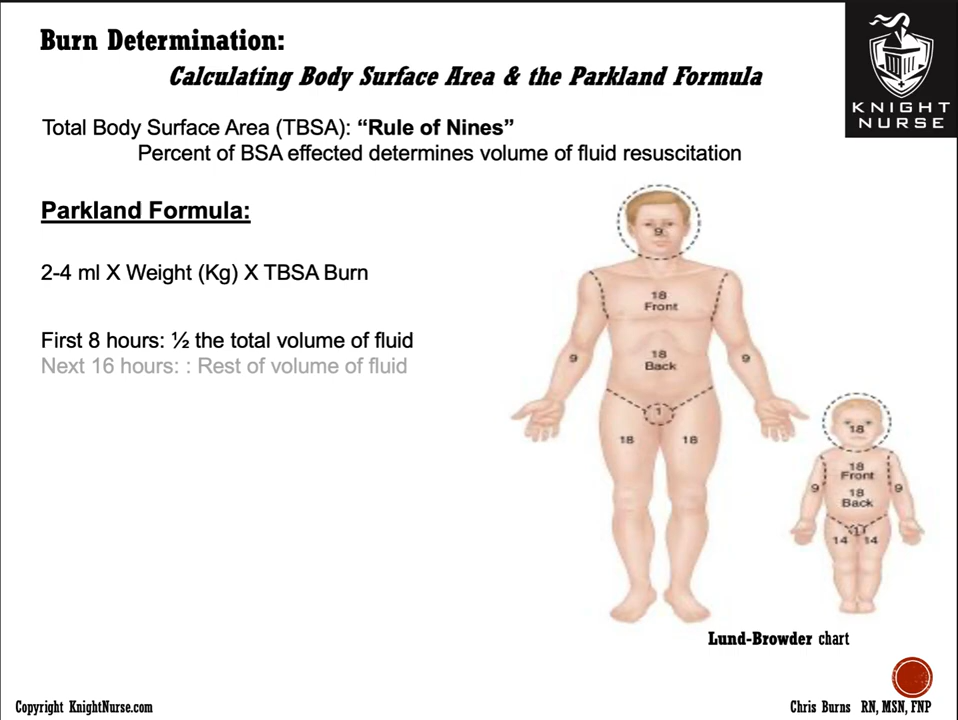 Burn Determination:
Calculating Body Surface Area & the Parkland Formula
KNIGHT
NURSE
Total Body Surface Area (TBSA): “Rule of Nines”
Percent of BSA effected determines volume of fluid resuscitation
Parkland Formula:
2-4 ml X Weight (Kg) X TBSA Burn
First 8 hours: ½ the total volume of fluid
Next 16 hours: : Rest of volume of fluid
9
18
Front
18
Back
9
9
1
18
18
18
18
Front
18
Back
9
9
1
14
14
Lund-Browder chart
Copyright KnightNurse.com
Chris Burns RN, MSN, FNP